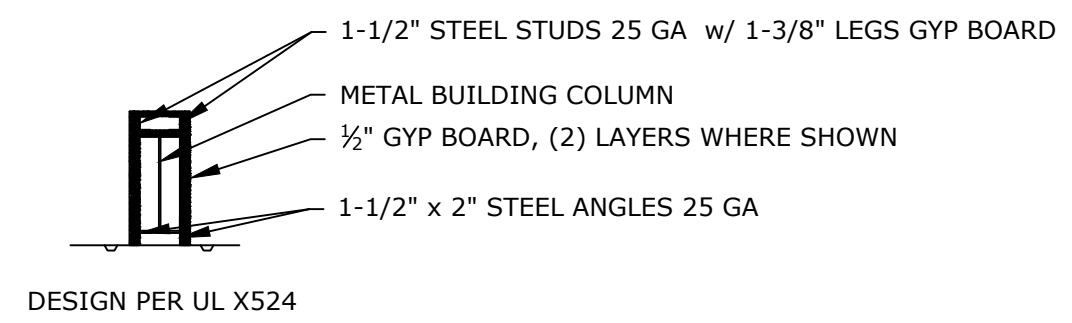 1-1/2" STEEL STUDS 25 GA w/ 1-3/8" LEGS GYP BOARD
METAL BUILDING COLUMN
½" GYP BOARD, (2) LAYERS WHERE SHOWN
1-1/2" x 2" STEEL ANGLES 25 GA
DESIGN PER UL X524